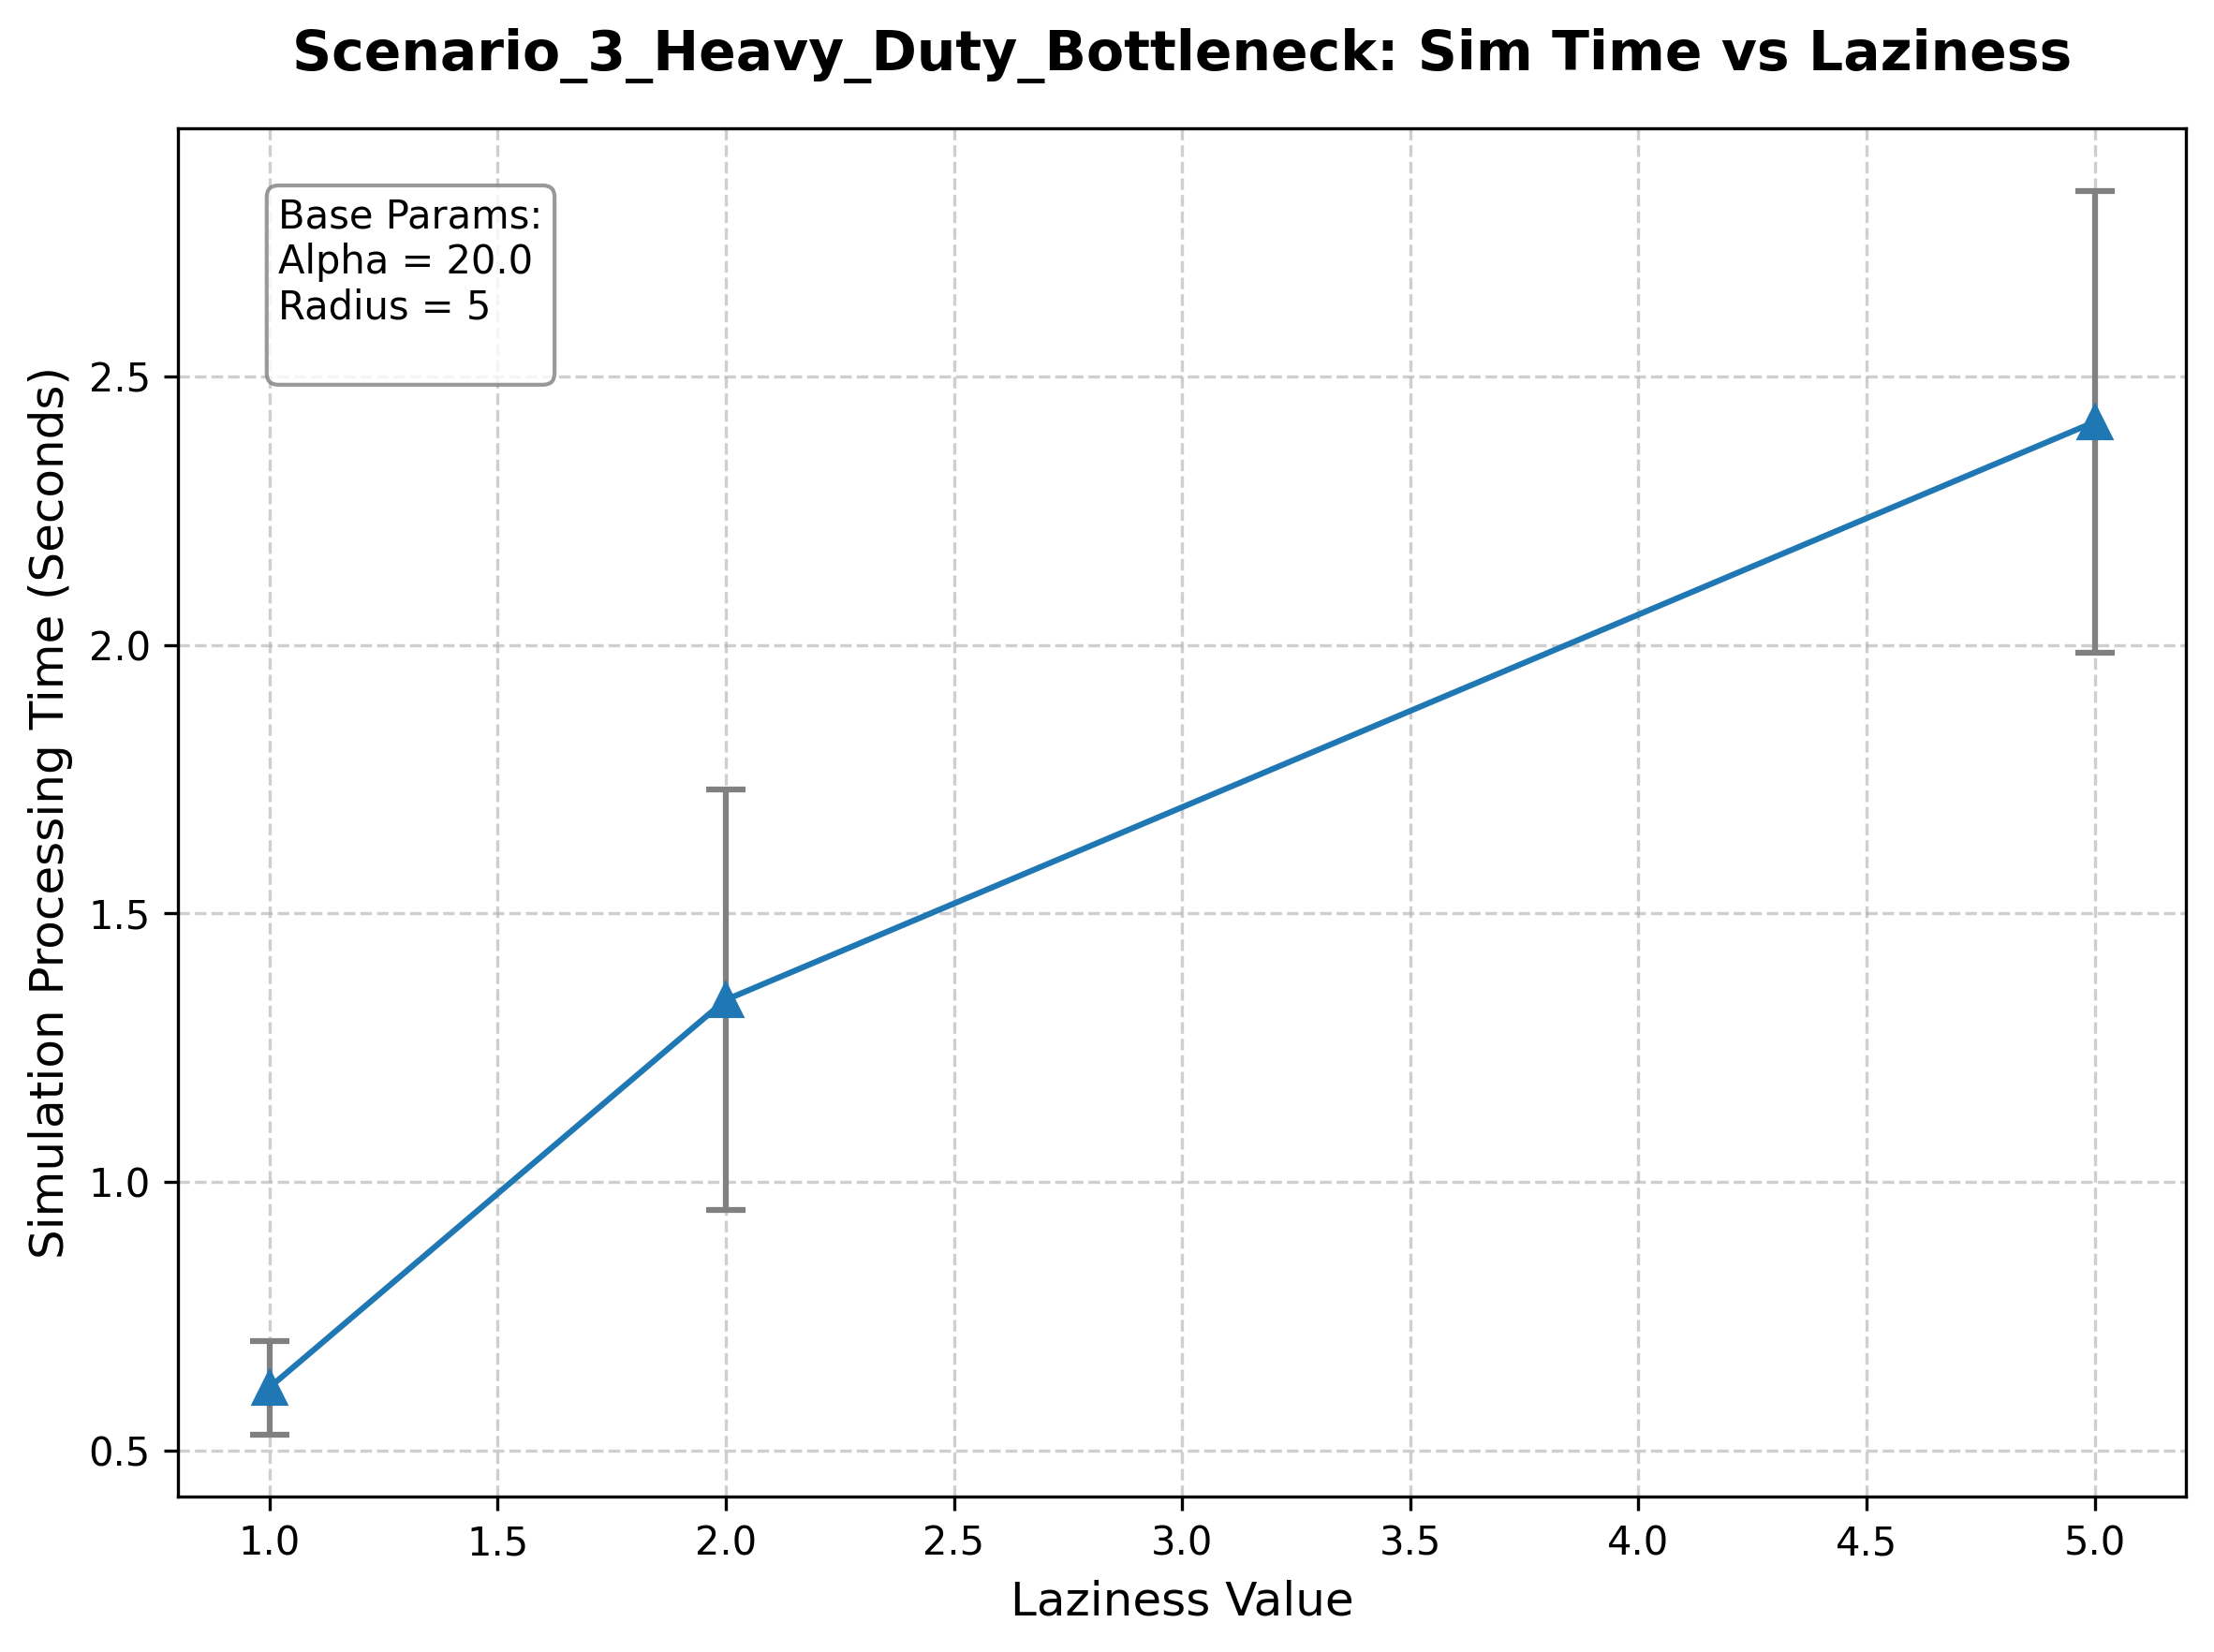 Scenario_3_Heavy_Duty_Bottleneck: Sim Time vs Laziness
Base Params:
Alpha = 20.0
Radius = 5
Simulation Processing Time (Seconds)
2.5
2.0
1.5
1.0
0.5
1.0 1.5 2.0 2.5 3.0 3.5 4.0 4.5 5.0
Laziness Value